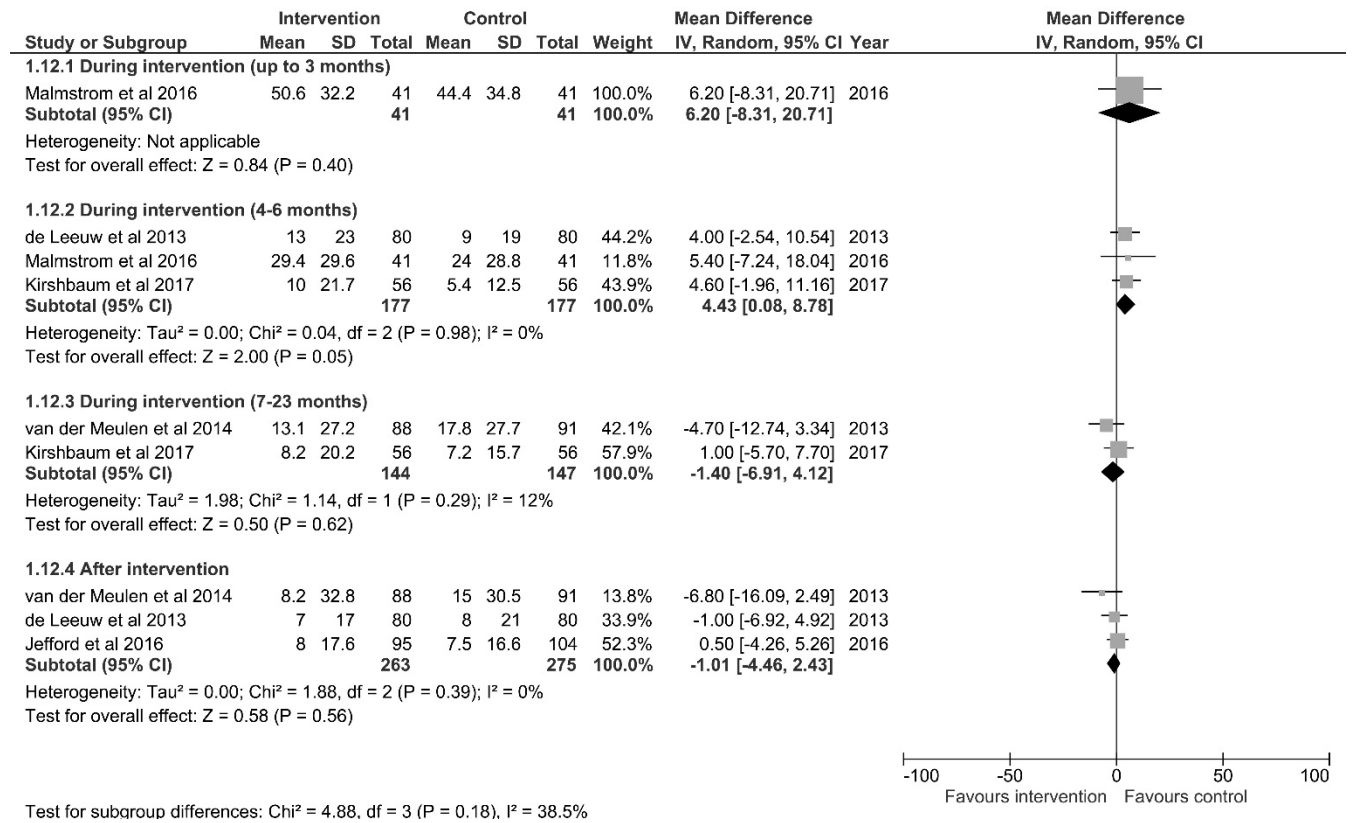 Intervention Control Mean Difference Mean Difference
Study or Subgroup Mean SD Total Mean SD Total Weight IV, Random, 95% CI Year IV, Random, 95% CI
1.12.1 During intervention (up to 3 months)
Malmstrom et al 2016 50.6 32.2 41 44.4 34.8 41 100.0% 6.20 [-8.31, 20.71] 2016
Subtotal (95% CI) 41 41 100.0% 6.20 [-8.31, 20.71]
Heterogeneity: Not applicable
Test for overall effect: Z = 0.84 (P = 0.40)
1.12.2 During intervention (4-6 months)
de Leeuw et al 2013 13 23 80 9 19 80 44.2% 4.00 [-2.54, 10.54] 2013
Malmstrom et al 2016 29.4 29.6 41 24 28.8 41 11.8% 5.40 [-7.24, 18.04] 2016
Kirshbaum et al 2017 10 21.7 56 5.4 12.5 56 43.9% 4.60 [-1.96, 11.16] 2017
Subtotal (95% CI) 177 177 100.0% 4.43 [0.08, 8.78]
Heterogeneity: Tau² = 0.00; Chi² = 0.04, df = 2 (P = 0.98); I² = 0%
Test for overall effect: Z = 2.00 (P = 0.05)
1.12.3 During intervention (7-23 months)
van der Meulen et al 2014 13.1 27.2 88 17.8 27.7 91 42.1% -4.70 [-12.74, 3.34] 2013
Kirshbaum et al 2017 8.2 20.2 56 7.2 15.7 56 57.9% 1.00 [-5.70, 7.70] 2017
Subtotal (95% CI) 144 147 100.0% -1.40 [-6.91, 4.12]
Heterogeneity: Tau² = 1.98; Chi² = 1.14, df = 1 (P = 0.29); I² = 12%
Test for overall effect: Z = 0.50 (P = 0.62)
1.12.4 After intervention
van der Meulen et al 2014 8.2 32.8 88 15 30.5 91 13.8% -6.80 [-16.09, 2.49] 2013
de Leeuw et al 2013 7 17 80 8 21 80 33.9% -1.00 [-6.92, 4.92] 2013
Jefford et al 2016 8 17.6 95 7.5 16.6 104 52.3% 0.50 [-4.26, 5.26] 2016
Subtotal (95% CI) 263 275 100.0% -1.01 [-4.46, 2.43]
Heterogeneity: Tau² = 0.00; Chi² = 1.88, df = 2 (P = 0.39); I² = 0%
Test for overall effect: Z = 0.58 (P = 0.56)
-100 -50 0 50 100
Favours intervention Favours control
Test for subgroup differences: Chi² = 4.88, df = 3 (P = 0.18), I² = 38.5%